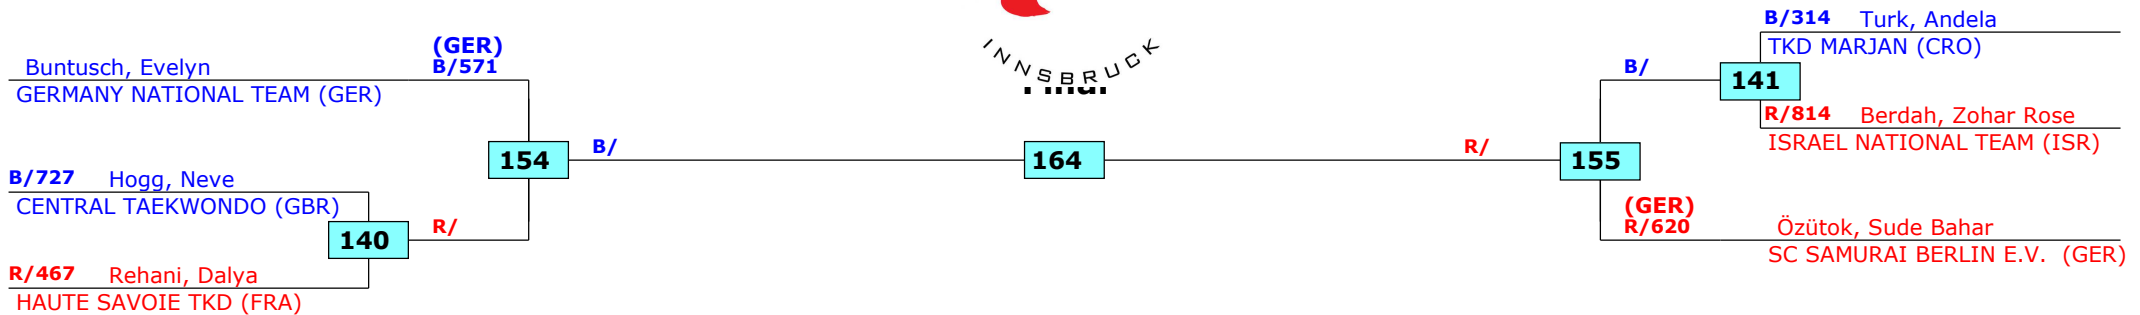 INNSBRUCK
(GER)
Buntusch, Evelyn B/571
GERMANY NATIONAL TEAM (GER)
154 B/
B/727 Hogg, Neve
CENTRAL TAEKWONDO (GBR)
140 R/
R/467 Rehani, Dalya
HAUTE SAVOIE TKD (FRA)
164
B/314 Turk, Andela
TKD MARJAN (CRO)
B/ 141
R/814 Berdah, Zohar Rose
ISRAEL NATIONAL TEAM (ISR)
R/ 155
(GER)
R/620 Özütok, Sude Bahar
SC SAMURAI BERLIN E.V. (GER)